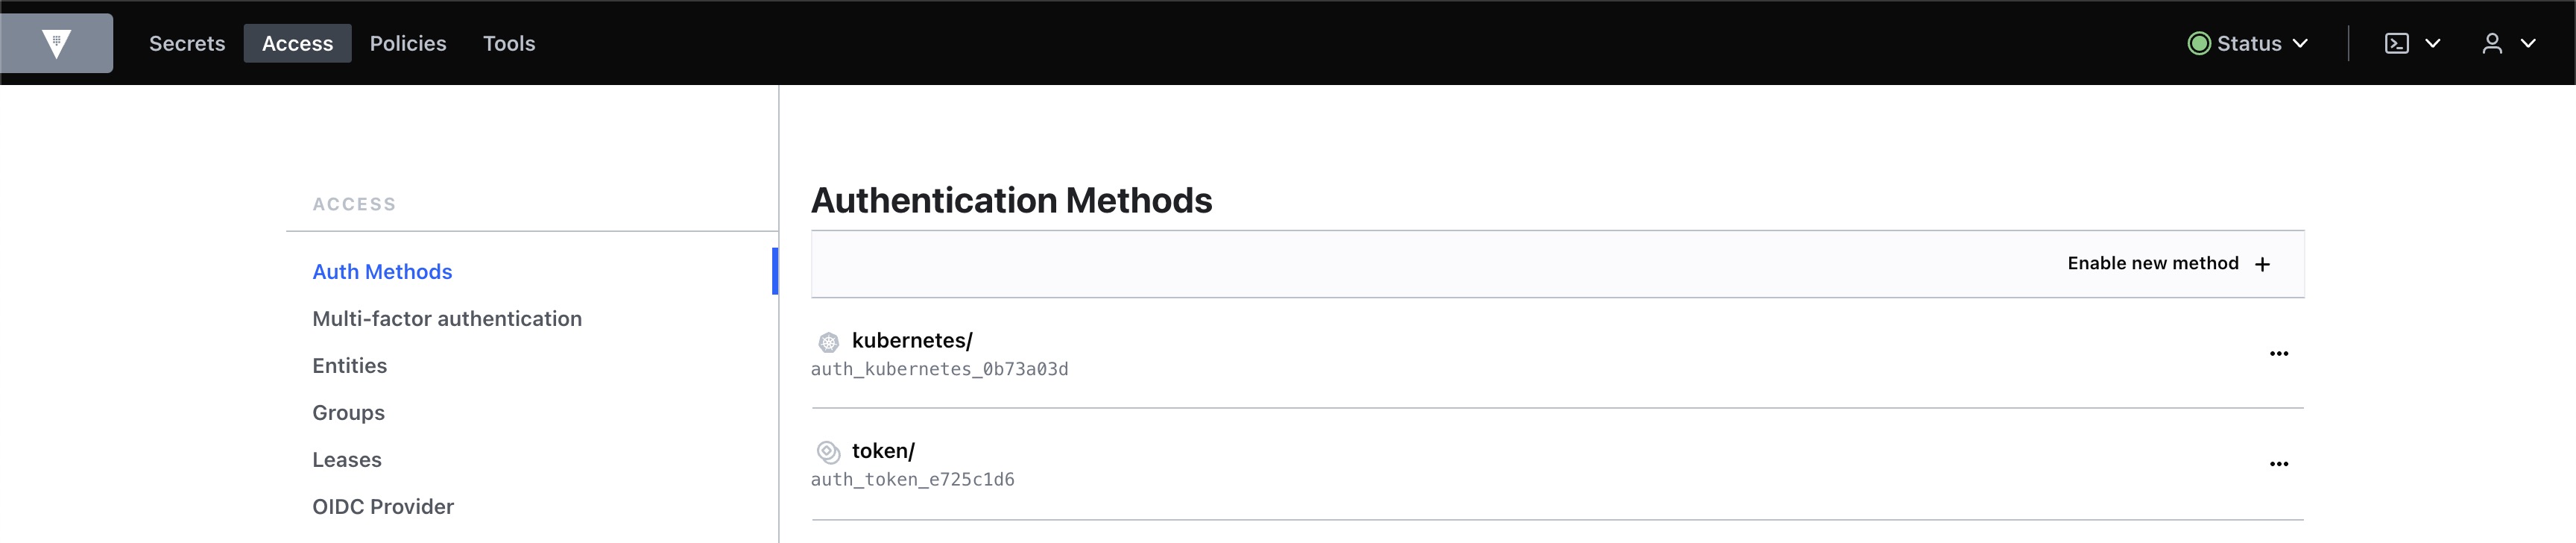 Secrets Access Policies Tools Status
ACCESS
Auth Methods
Multi-factor authentication
Entities
Groups
Leases
OIDC Provider
Authentication Methods
Enable new method +
kubernetes/
auth_kubernetes_0b73a03d
token/
auth_token_e725c1d6